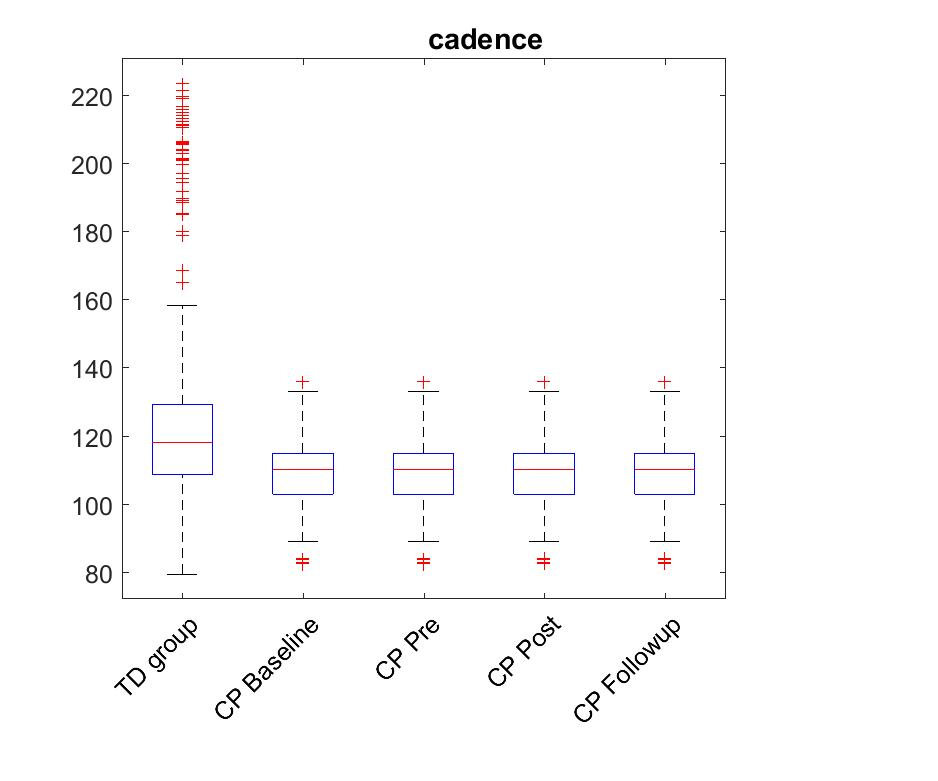 cadence
220
200
180
160
140
120
100
80
TD group
CP Baseline
CP Pre
CP Post
CP Followup